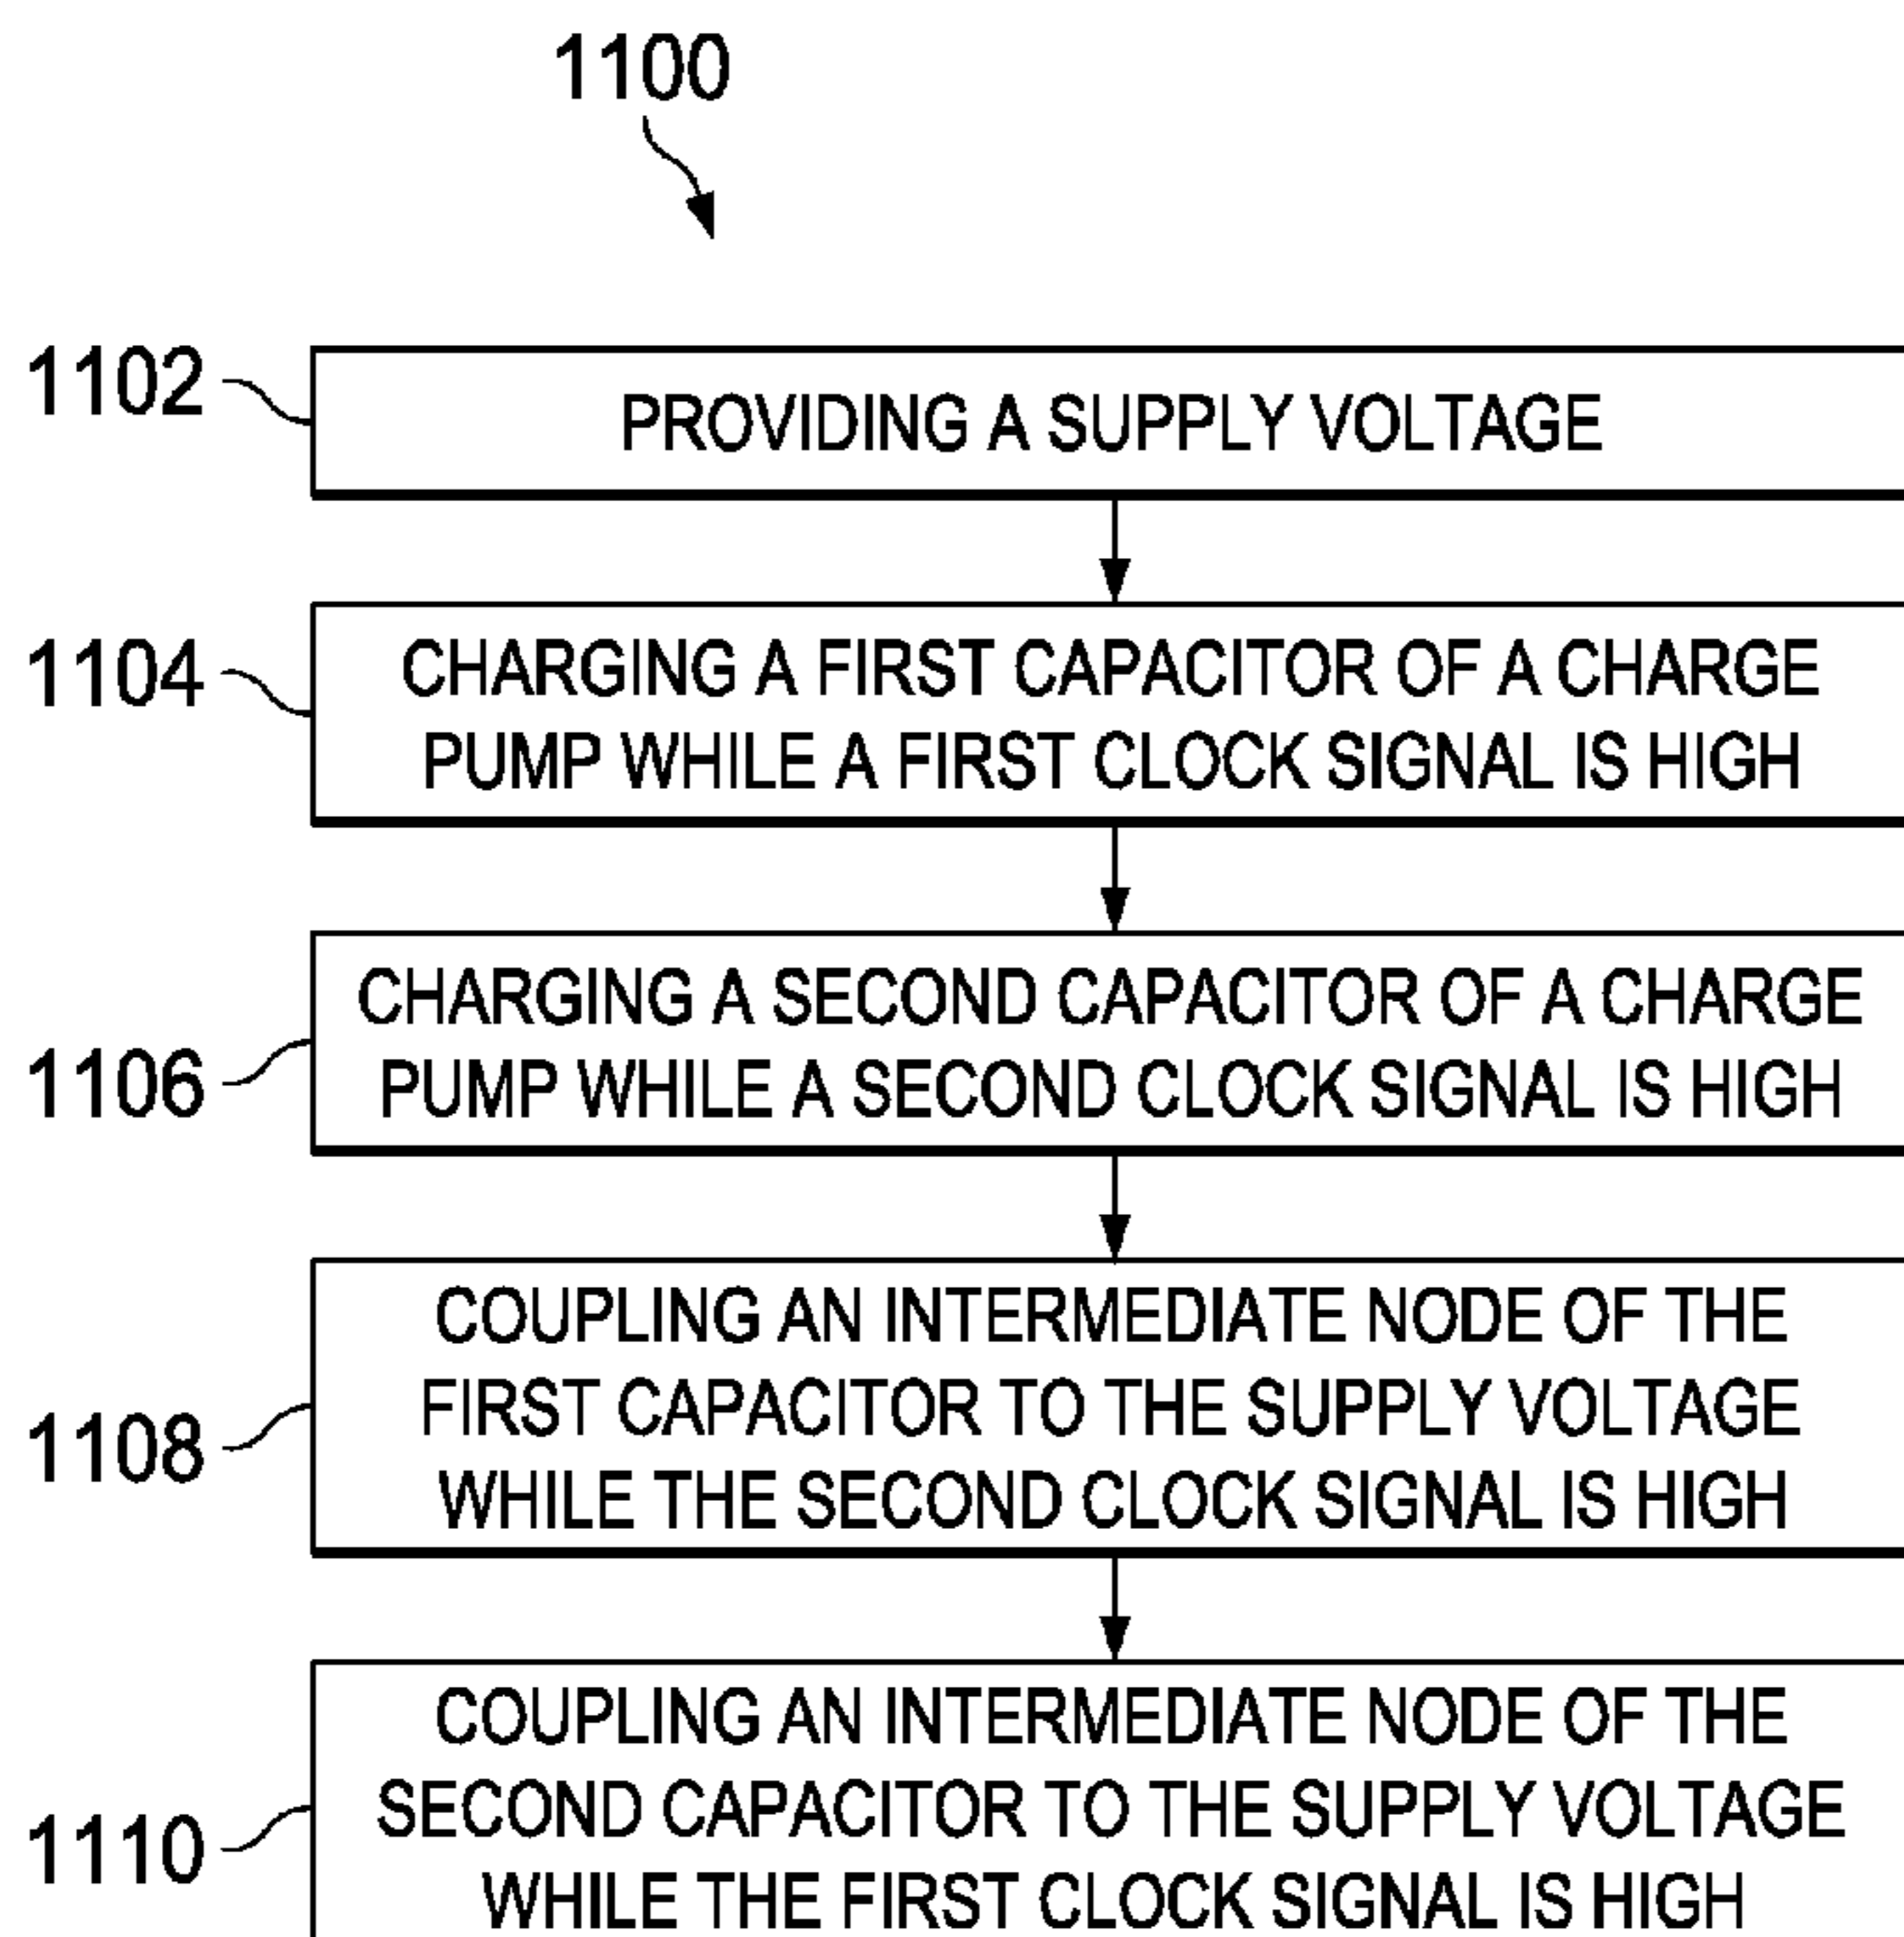 1100
1102
PROVIDING A SUPPLY VOLTAGE
1104
CHARGING A FIRST CAPACITOR OF A CHARGE
PUMP WHILE A FIRST CLOCK SIGNAL IS HIGH
1106
CHARGING A SECOND CAPACITOR OF A CHARGE
PUMP WHILE A SECOND CLOCK SIGNAL IS HIGH
1108
COUPLING AN INTERMEDIATE NODE OF THE
FIRST CAPACITOR TO THE SUPPLY VOLTAGE
WHILE THE SECOND CLOCK SIGNAL IS HIGH
1110
COUPLING AN INTERMEDIATE NODE OF THE
SECOND CAPACITOR TO THE SUPPLY VOLTAGE
WHILE THE FIRST CLOCK SIGNAL IS HIGH